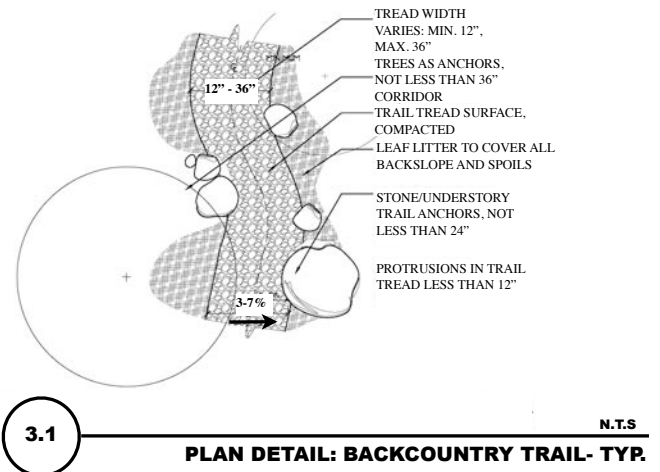 TREAD WIDTH
VARIES: MIN. 12",
MAX. 36"
TREES AS ANCHORS,
NOT LESS THAN 36"
CORRIDOR
TRAIL TREAD SURFACE,
COMPACTED
LEAF LITTER TO COVER ALL
BACKSLOPE AND SPOILS
STONE/UNDERSTORY
TRAIL ANCHORS, NOT
LESS THAN 24"
PROTRUSIONS IN TRAIL
TREAD LESS THAN 12"
12” - 36”
3-7%
3.1
N.T.S
PLAN DETAIL: BACKCOUNTRY TRAIL- TYP.